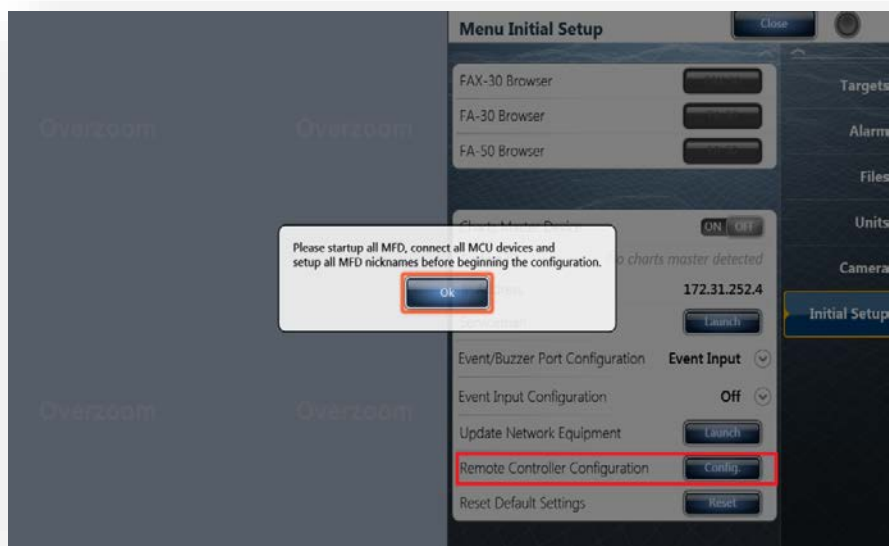 Menu Initial Setup
Close
FAX-30 Browser
FA-30 Browser
FA-50 Browser
Targets
Alarm
Files
Units
Camera
Initial Setup
Overzoom
Overzoom
Charts Master Device
ON OFF
charts master detected
172.31.252.4
Launch
Please startup all MFD, connect all MCU devices and
setup all MFD nicknames before beginning the configuration.
Ok
Event/Buzzer Port Configuration Event Input
Event Input Configuration Off
Update Network Equipment Launch
Remote Controller Configuration Config.
Reset Default Settings Reset
Overzoom
Overzoom